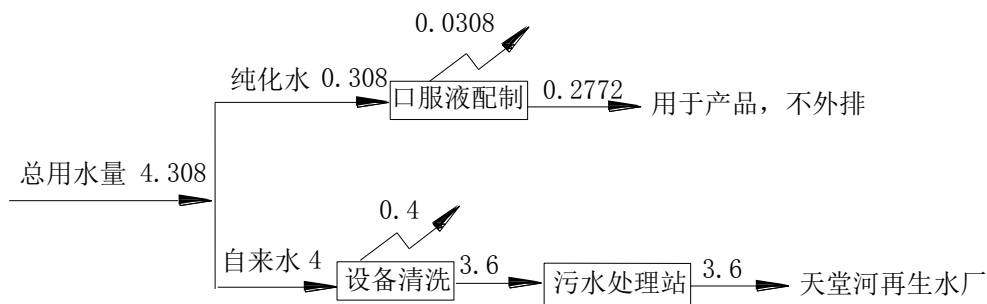 0.0308
纯化水 0.308
口服液配制
0.2772
用于产品，不外排
总用水量 4.308
0.4
自来水 4
设备清洗
3.6
污水处理站
3.6
天堂河再生水厂